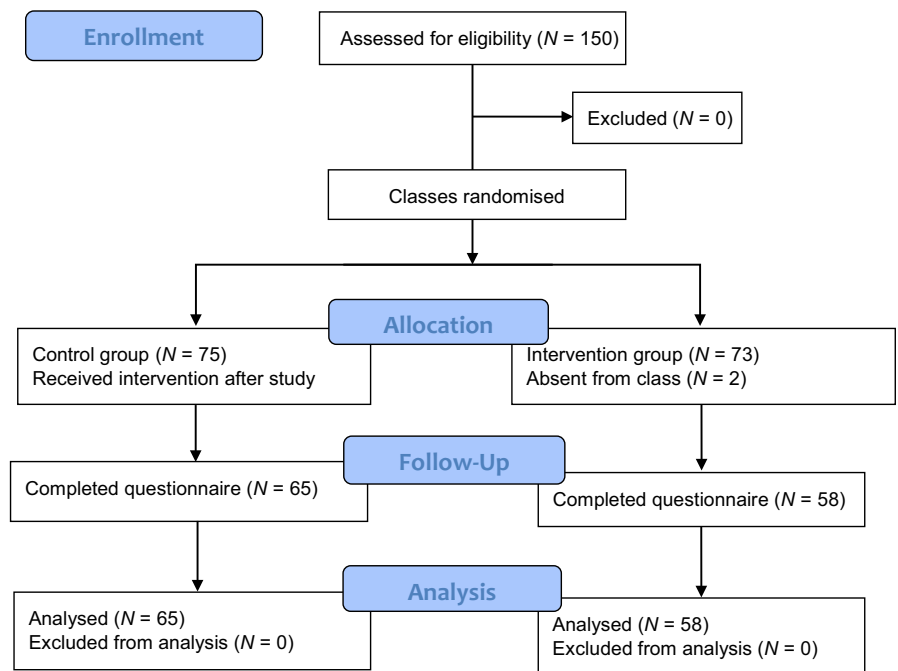 Enrollment
Assessed for eligibility (N = 150)
Excluded (N = 0)
Classes randomised
Allocation
Control group (N = 75)
Received intervention after study
Intervention group (N = 73)
Absent from class (N = 2)
Follow-Up
Completed questionnaire (N = 65)
Completed questionnaire (N = 58)
Analysis
Analysed (N = 65)
Excluded from analysis (N = 0)
Analysed (N = 58)
Excluded from analysis (N = 0)